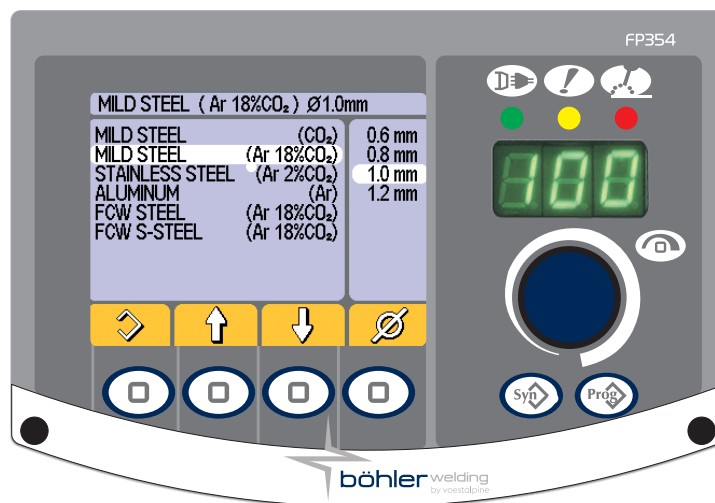 FP354
MILD STEEL ( Ar 18%CO₂ ) Ø1.0mm
MILD STEEL (CO₂) 0.6 mm
MILD STEEL (Ar 18%CO₂) 0.8 mm
STAINLESS STEEL (Ar 2%CO₂) 1.0 mm
ALUMINUM (Ar) 1.2 mm
FCW STEEL (Ar 18%CO₂)
FCW S-STEEL (Ar 18%CO₂)
100
Syn
Prog
böhler welding
by voestalpine